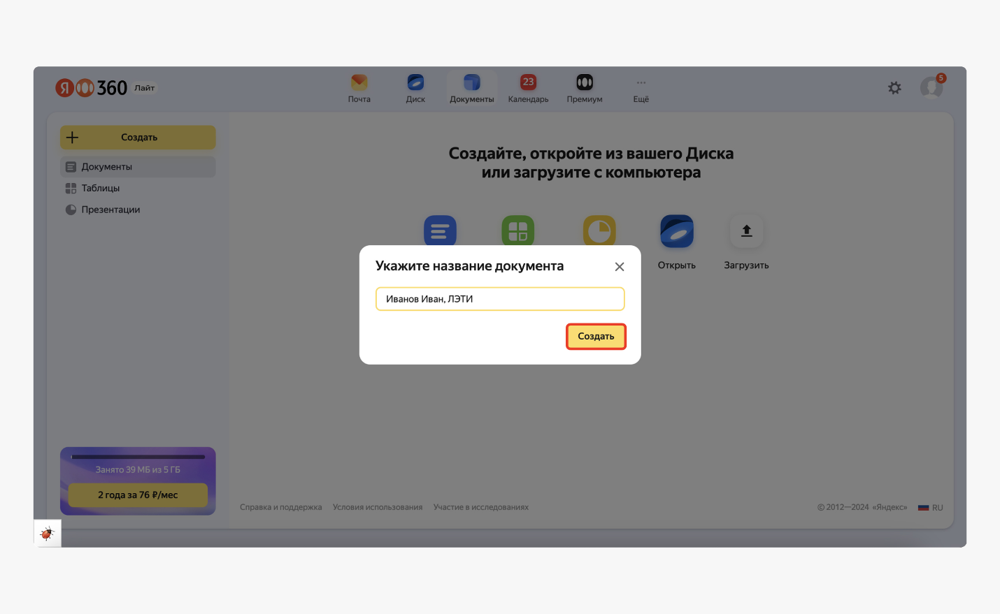 Я 360 Лайт
Почта
Диск
Документы
23
Календарь
Премиум
Ещё
5
Создать
Документы
Таблицы
Презентации
Создайте, откройте из вашего Диска
или загрузите с компьютера
Открыть
Загрузить
Укажите название документа
Иванов Иван, ЛЭТИ
Создать
Занято 39 МБ из 5 ГБ
2 года за 76 ₽/мес
Справка и поддержка
Условия использования
Участие в исследованиях
© 2012—2024 «Яндекс»
RU